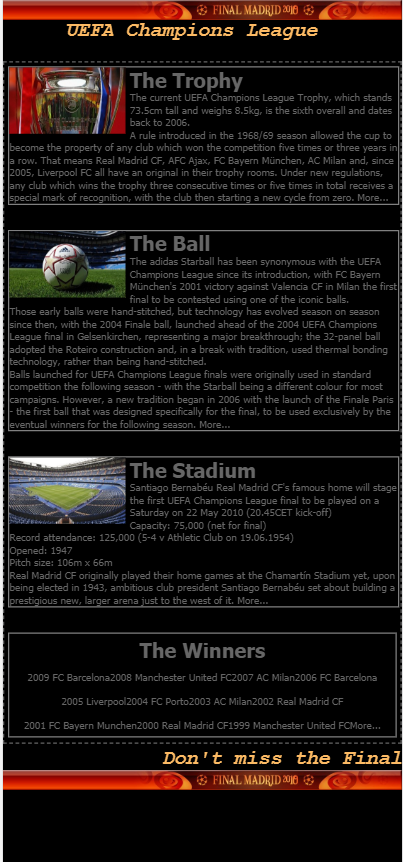 FINAL MADRID 2010
UEFA Champions League
The Trophy
The current UEFA Champions League Trophy, which stands
73.5cm tall and weighs 8.5kg, is the sixth overall and dates
back to 2006.
A rule introduced in the 1968/69 season allowed the cup to
become the property of any club which won the competition five times or three years in
a row. That means Real Madrid CF, AFC Ajax, FC Bayern München, AC Milan and, since
2005, Liverpool FC all have an original in their trophy rooms. Under new regulations,
any club which wins the trophy three consecutive times or five times in total receives a
special mark of recognition, with the club then starting a new cycle from zero. More...
The Ball
The adidas Starball has been synonymous with the UEFA
Champions League since its introduction, with FC Bayern
München's 2001 victory against Valencia CF in Milan the first
final to be contested using one of the iconic balls.
Those early balls were hand-stitched, but technology has evolved season on season
since then, with the 2004 Finale ball, launched ahead of the 2004 UEFA Champions
League final in Gelsenkirchen, representing a major breakthrough; the 32-panel ball
adopted the Roteiro construction and, in a break with tradition, used thermal bonding
technology, rather than being hand-stitched.
Balls launched for UEFA Champions League finals were originally used in standard
competition the following season - with the Starball being a different colour for most
campaigns. However, a new tradition began in 2006 with the launch of the Finale Paris
- the first ball that was designed specifically for the final, to be used exclusively by the
eventual winners for the following season. More...
The Stadium
Santiago Bernabéu Real Madrid CF's famous home will stage
the first UEFA Champions League final to be played on a
Saturday on 22 May 2010 (20.45CET kick-off)
Capacity: 75,000 (net for final)
Record attendance: 125,000 (5-4 v Athletic Club on 19.06.1954)
Opened: 1947
Pitch size: 106m x 66m
Real Madrid CF originally played their home games at the Chamartín Stadium yet, upon
being elected in 1943, ambitious club president Santiago Bernabéu set about building a
prestigious new, larger arena just to the west of it. More...
The Winners
2009 FC Barcelona2008 Manchester United FC2007 AC Milan2006 FC Barcelona
2005 Liverpool2004 FC Porto2003 AC Milan2002 Real Madrid CF
2001 FC Bayern Munchen2000 Real Madrid CF1999 Manchester United FCMore...
Don't miss the Final
FINAL MADRID 2010